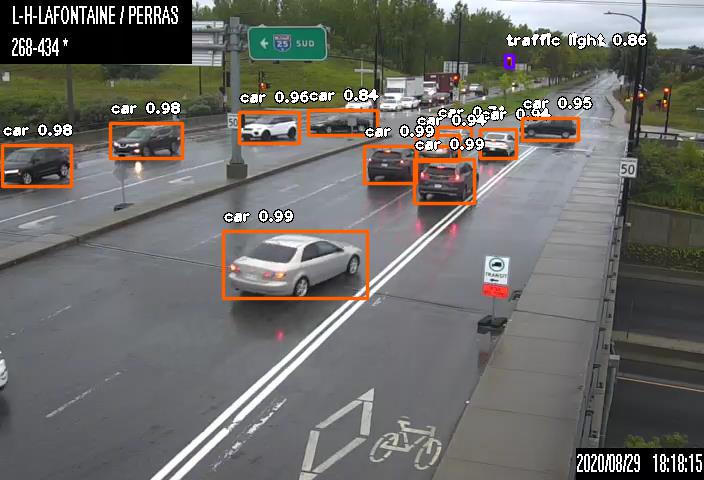 L-H-LAFONTAINE / PERRAS
268-434 *
25 SUD
traffic light 0.86
car 0.98
car 0.98
car 0.96
car 0.84
car 0.95
car 0.99
car 0.99
car 0.99
50
50
TRANSIT
2020/08/29 18:18:15